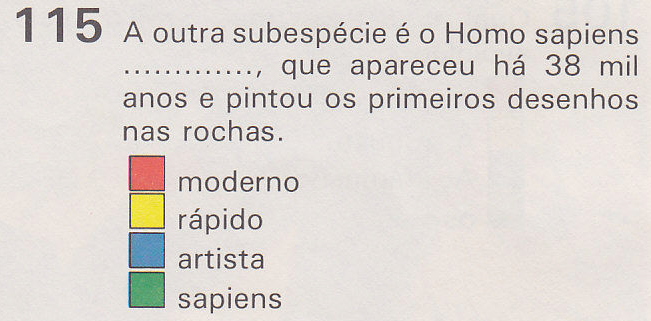 115 A outra subespécie é o Homo sapiens
............., que apareceu há 38 mil
anos e pintou os primeiros desenhos
nas rochas.
moderno
rápido
artista
sapiens